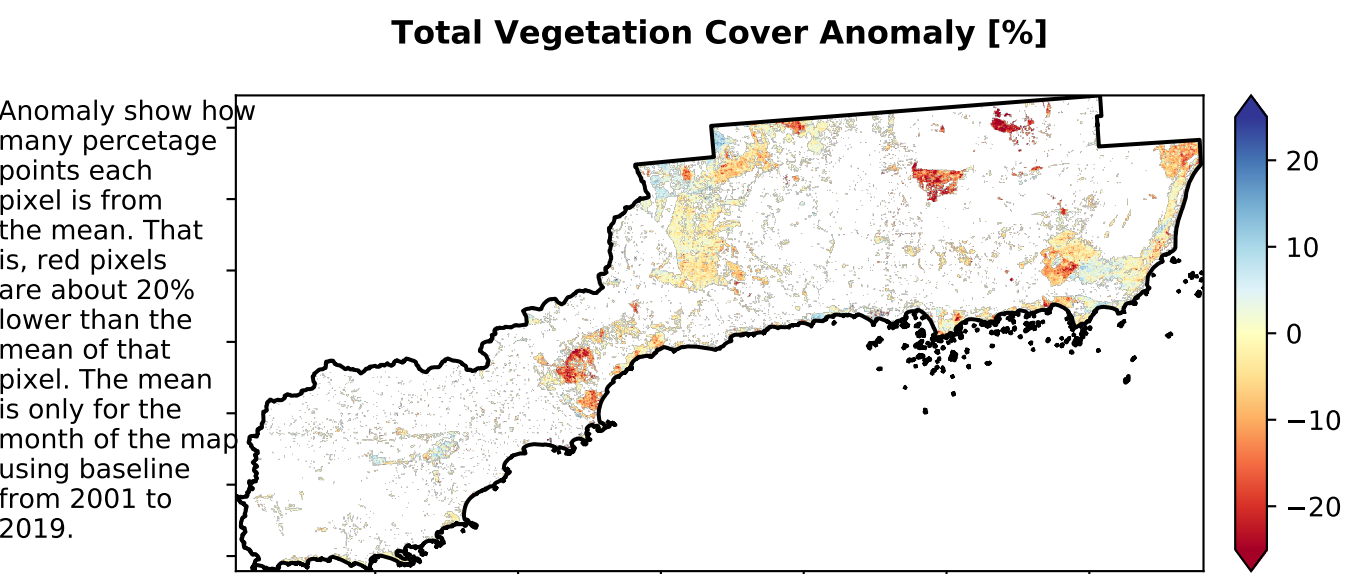 Total Vegetation Cover Anomaly [%]
Anomaly show how
many percetage
points each
pixel is from
the mean. That
is, red pixels
are about 20%
lower than the
mean of that
pixel. The mean
is only for the
month of the map
using baseline
from 2001 to
2019.
20
10
0
−10
−20